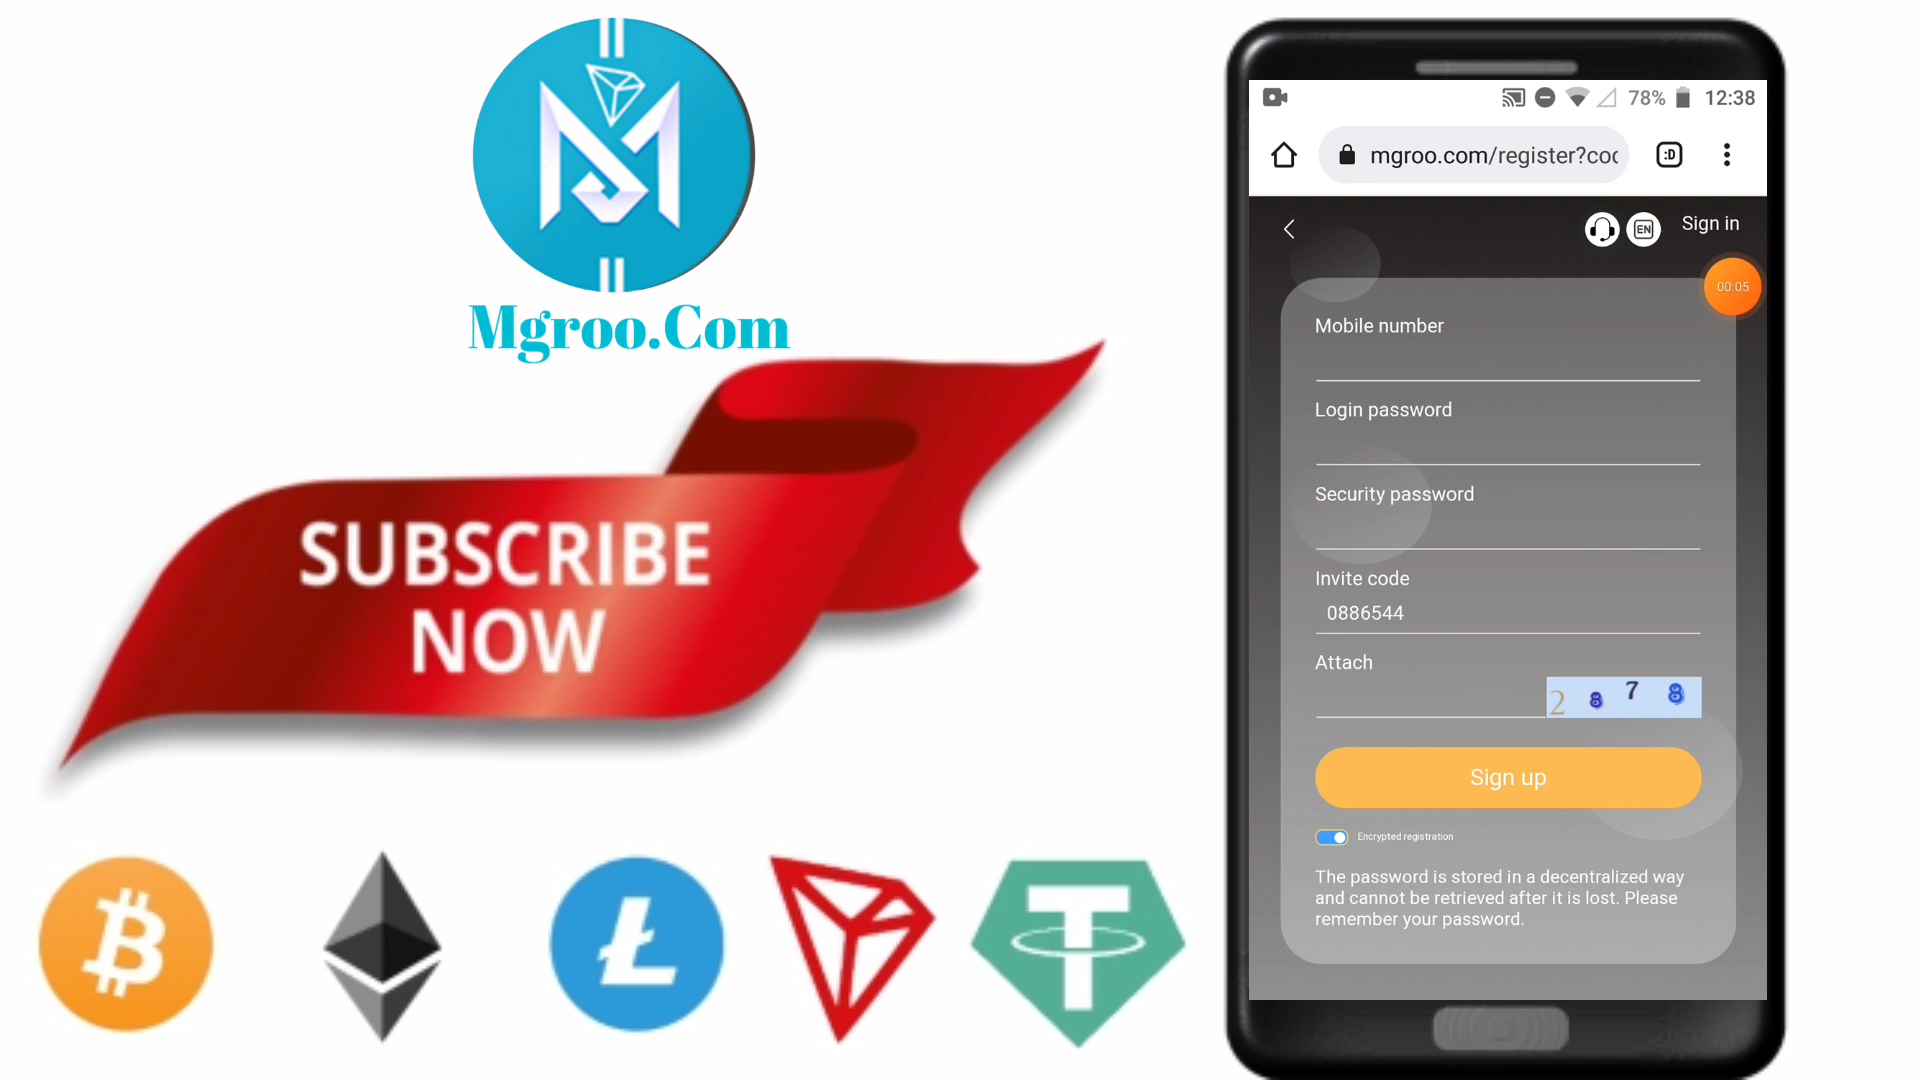 Mgroo.Com
SUBSCRIBE
NOW
78% 12:38
mgroo.com/register?coc
:D
EN
Sign in
00:05
Mobile number
Login password
Security password
Invite code
0886544
Attach
2 8 7 8
Sign up
Encrypted registration
The password is stored in a decentralized way
and cannot be retrieved after it is lost. Please
remember your password.